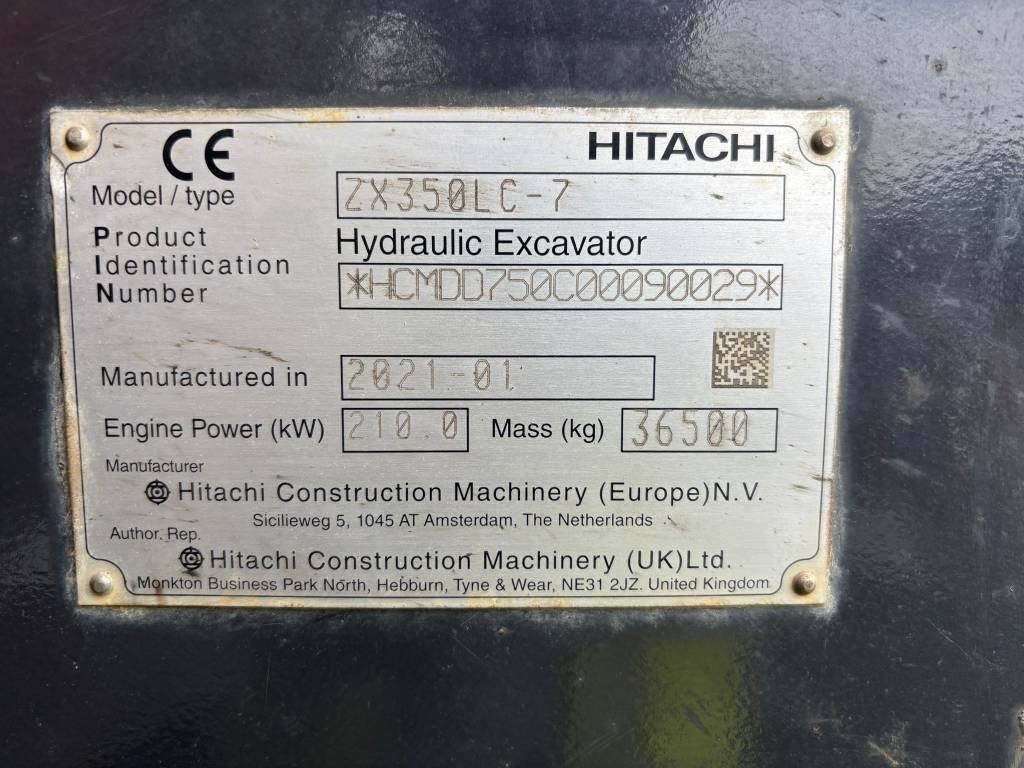 CE HITACHI
Model / type ZX350LC-7
Product Hydraulic Excavator
Identification
Number *HCMDD750C00090029*
Manufactured in 2021-01
Engine Power (kW) 210.0 Mass (kg) 36500
Manufacturer
Hitachi Construction Machinery (Europe)N.V.
Sicilieweg 5, 1045 AT Amsterdam, The Netherlands
Author. Rep.
Hitachi Construction Machinery (UK)Ltd.
Monkton Business Park North, Hebburn, Tyne & Wear, NE31 2JZ. United Kingdom